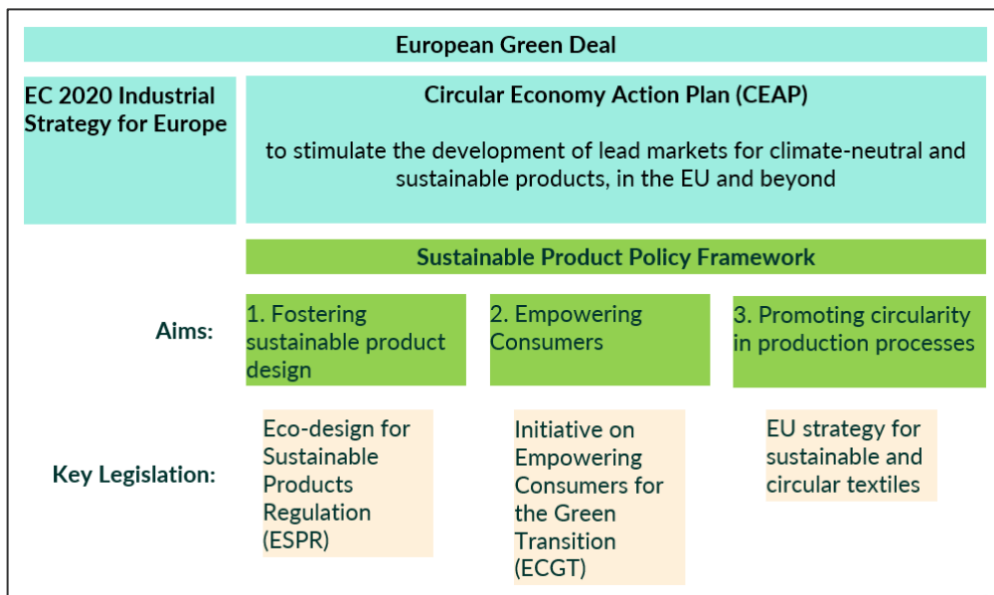 European Green Deal
EC 2020 Industrial
Strategy for Europe
Circular Economy Action Plan (CEAP)
to stimulate the development of lead markets for climate-neutral and
sustainable products, in the EU and beyond
Sustainable Product Policy Framework
Aims:
1. Fostering
sustainable product
design
2. Empowering
Consumers
3. Promoting circularity
in production processes
Key Legislation:
Eco-design for
Sustainable
Products
Regulation
(ESPR)
Initiative on
Empowering
Consumers for
the Green
Transition
(ECGT)
EU strategy for
sustainable and
circular textiles